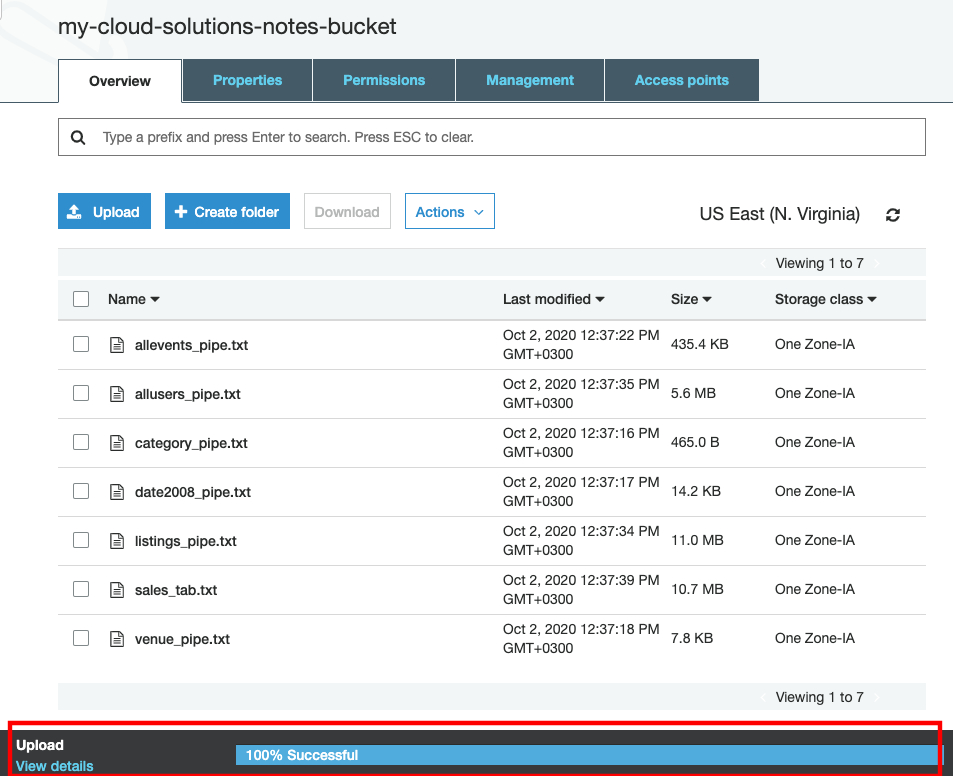 my-cloud-solutions-notes-bucket
Overview Properties Permissions Management Access points
Type a prefix and press Enter to search. Press ESC to clear.
Upload Create folder Download Actions US East (N. Virginia)
Viewing 1 to 7
Name Last modified Size Storage class
allevents_pipe.txt Oct 2, 2020 12:37:22 PM GMT+0300 435.4 KB One Zone-IA
allusers_pipe.txt Oct 2, 2020 12:37:35 PM GMT+0300 5.6 MB One Zone-IA
category_pipe.txt Oct 2, 2020 12:37:16 PM GMT+0300 465.0 B One Zone-IA
date2008_pipe.txt Oct 2, 2020 12:37:17 PM GMT+0300 14.2 KB One Zone-IA
listings_pipe.txt Oct 2, 2020 12:37:34 PM GMT+0300 11.0 MB One Zone-IA
sales_tab.txt Oct 2, 2020 12:37:39 PM GMT+0300 10.7 MB One Zone-IA
venue_pipe.txt Oct 2, 2020 12:37:18 PM GMT+0300 7.8 KB One Zone-IA
Viewing 1 to 7
Upload
100% Successful
View details